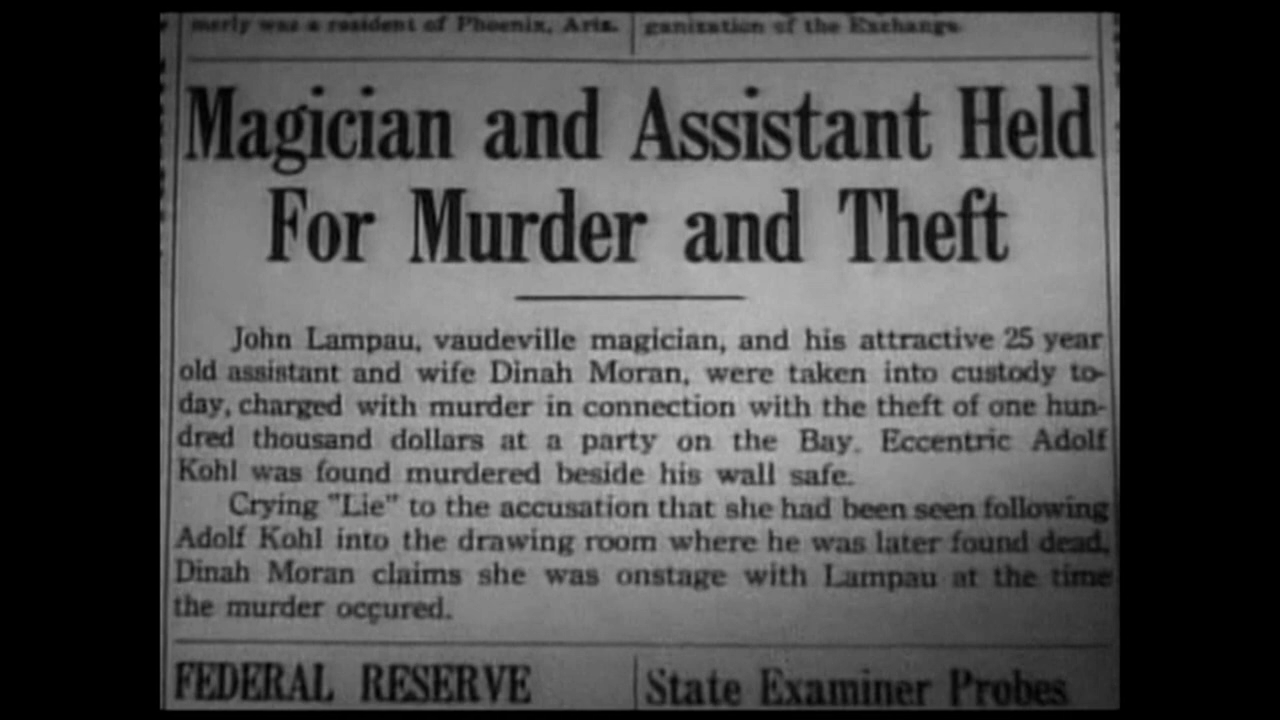 merly was a resident of Phoenix, Ariz.
ganization of the Exchange.
Magician and Assistant Held
For Murder and Theft
John Lampau, vaudeville magician, and his attractive 25 year
old assistant and wife Dinah Moran, were taken into custody to-
day, charged with murder in connection with the theft of one hun-
dred thousand dollars at a party on the Bay. Eccentric Adolf
Kohl was found murdered beside his wall safe.
Crying "Lie" to the accusation that she had been seen following
Adolf Kohl into the drawing room where he was later found dead,
Dinah Moran claims she was onstage with Lampau at the time
the murder occured.
FEDERAL RESERVE
State Examiner Probes